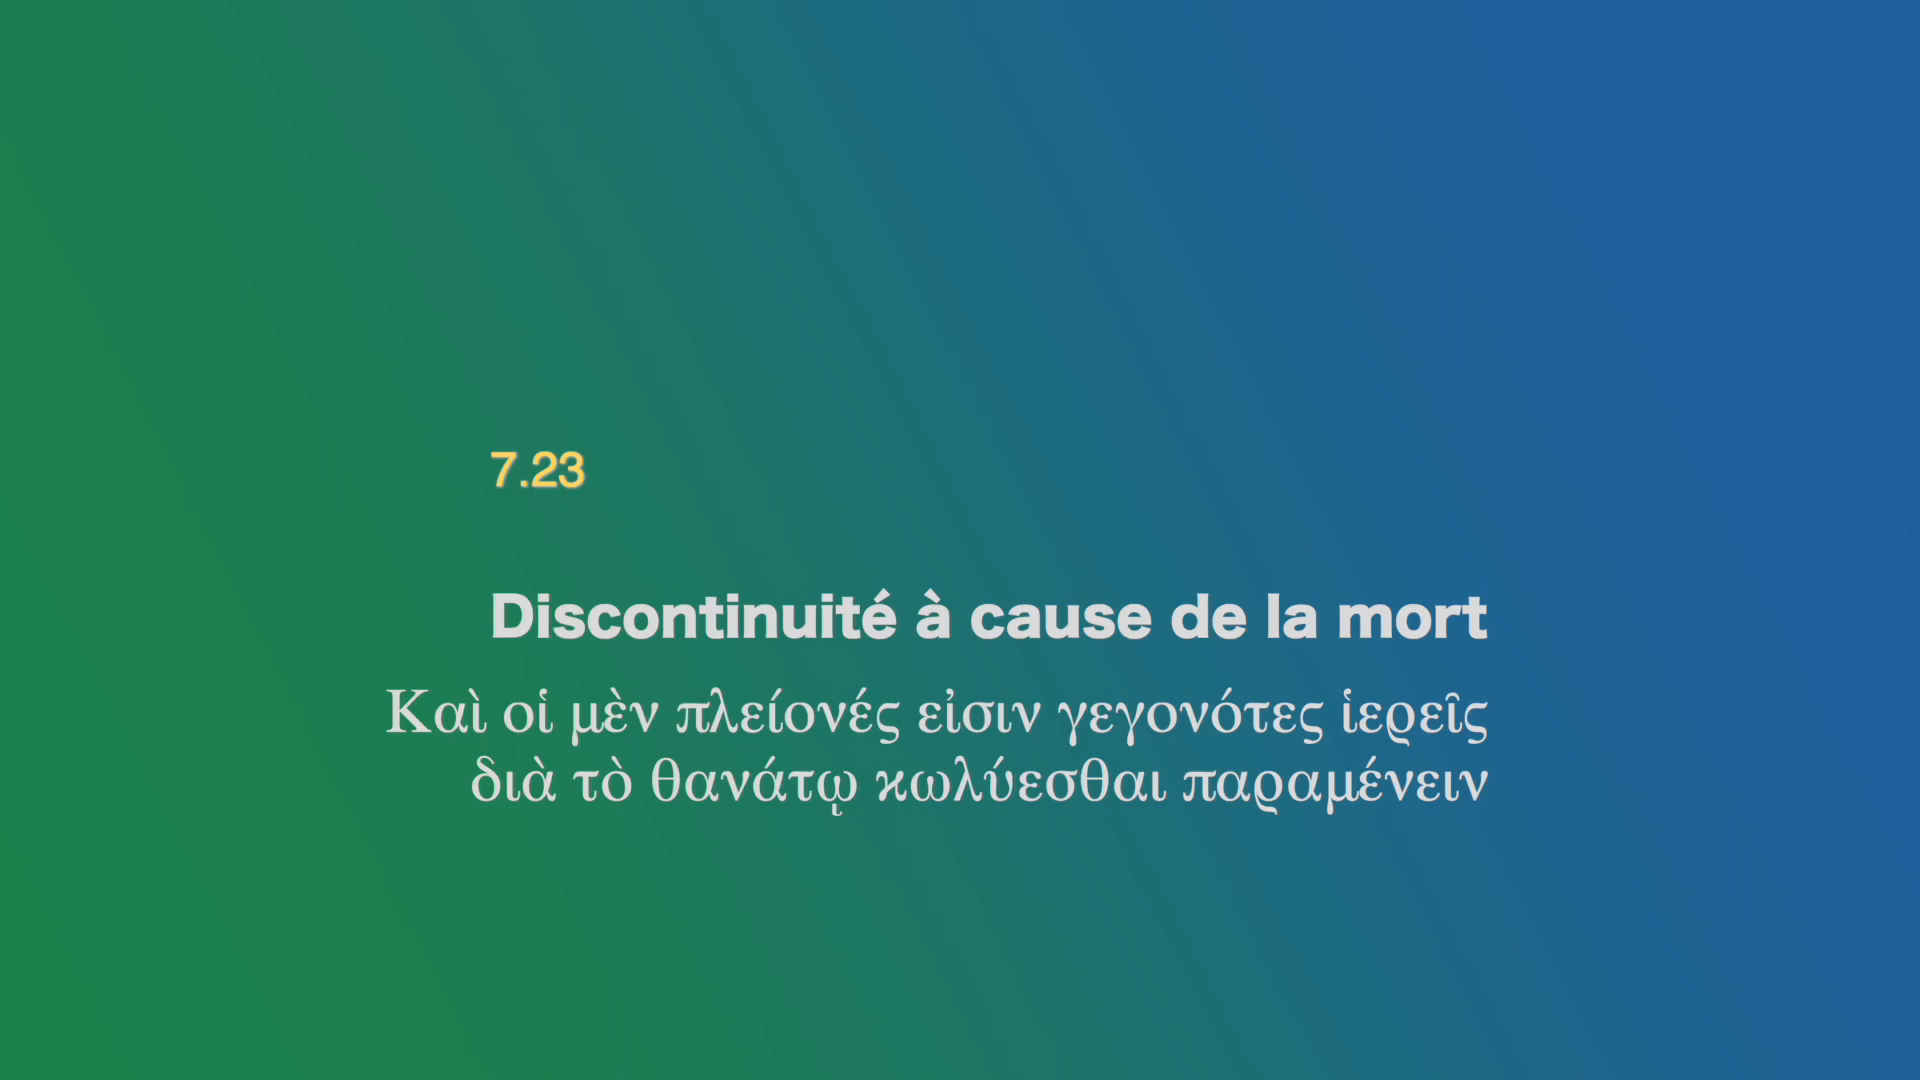 7.23
Discontinuité à cause de la mort
Καὶ οἱ μὲν πλείονές εἰσιν γεγονότες ἱερεῖς
διὰ τὸ θανάτῳ κωλύεσθαι παραμένειν